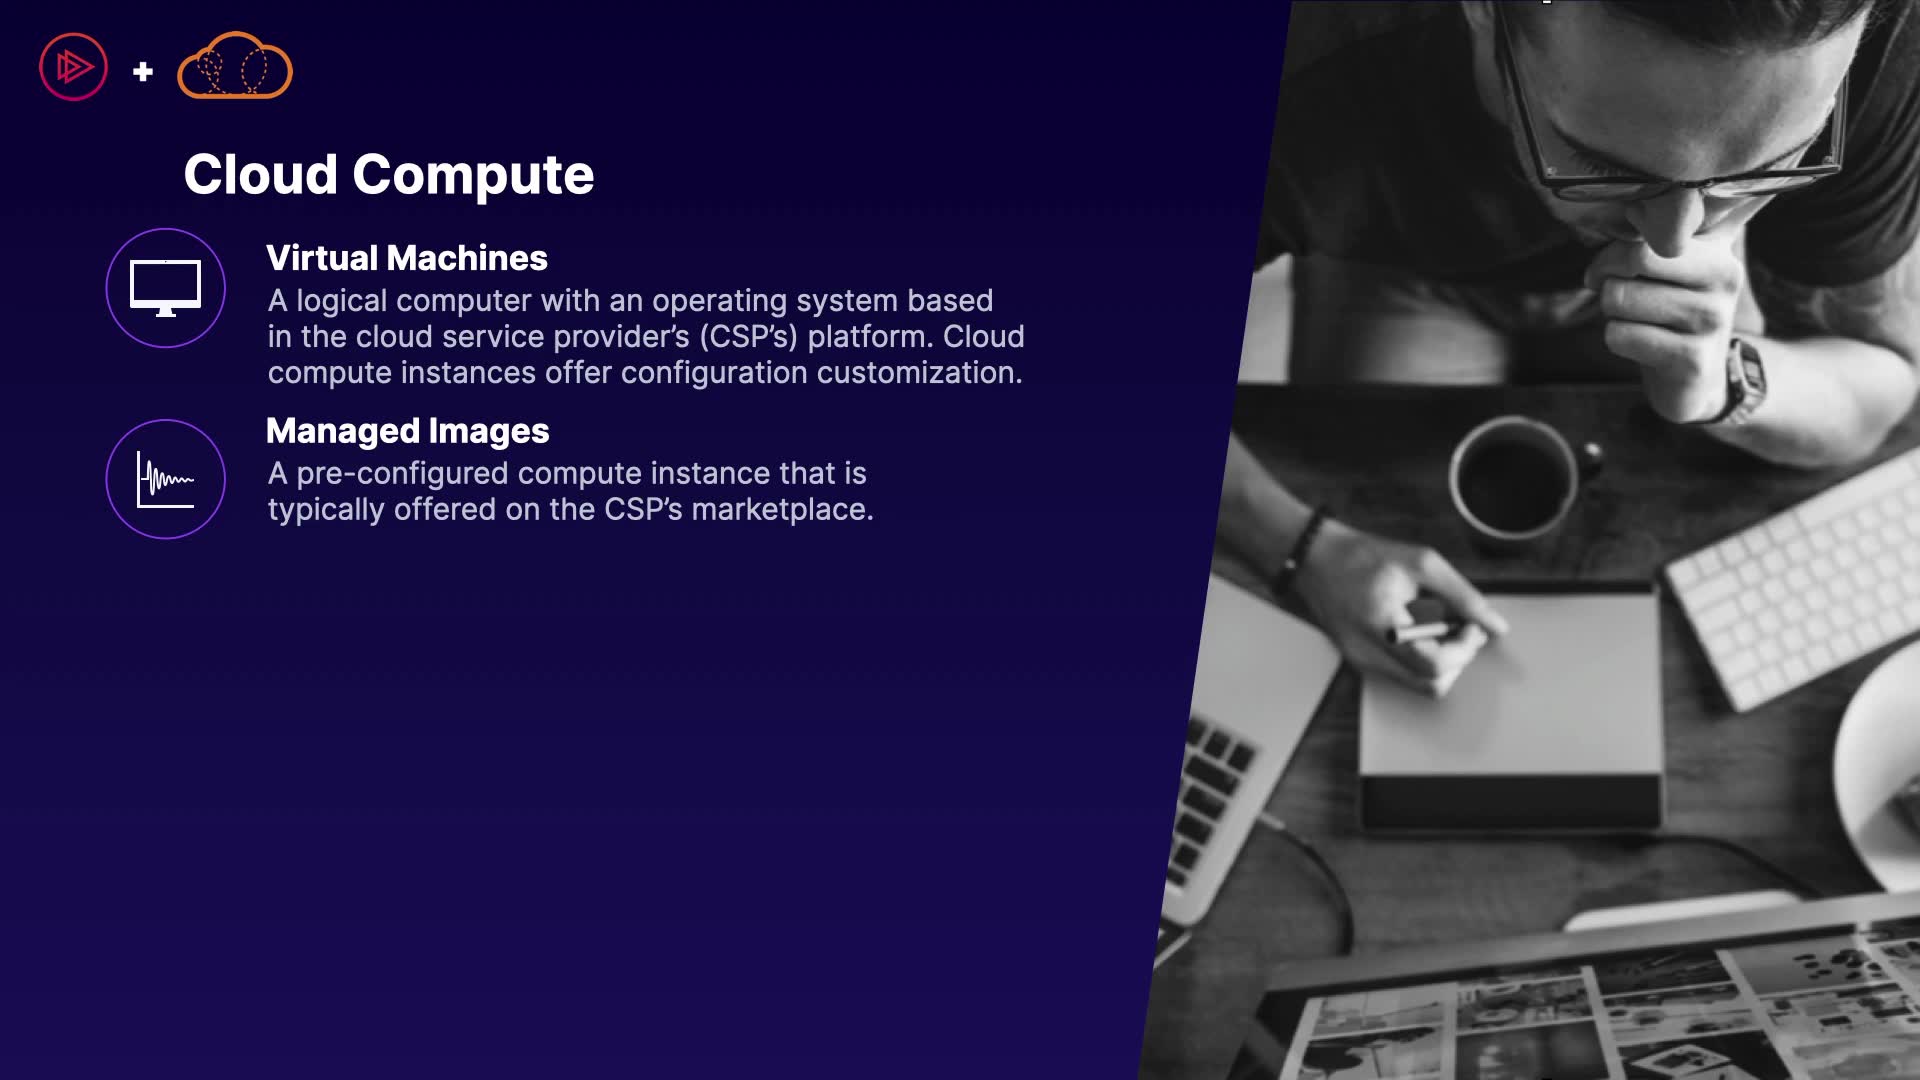 Cloud Compute
Virtual Machines
A logical computer with an operating system based
in the cloud service provider’s (CSP’s) platform. Cloud
compute instances offer configuration customization.
Managed Images
A pre-configured compute instance that is
typically offered on the CSP’s marketplace.